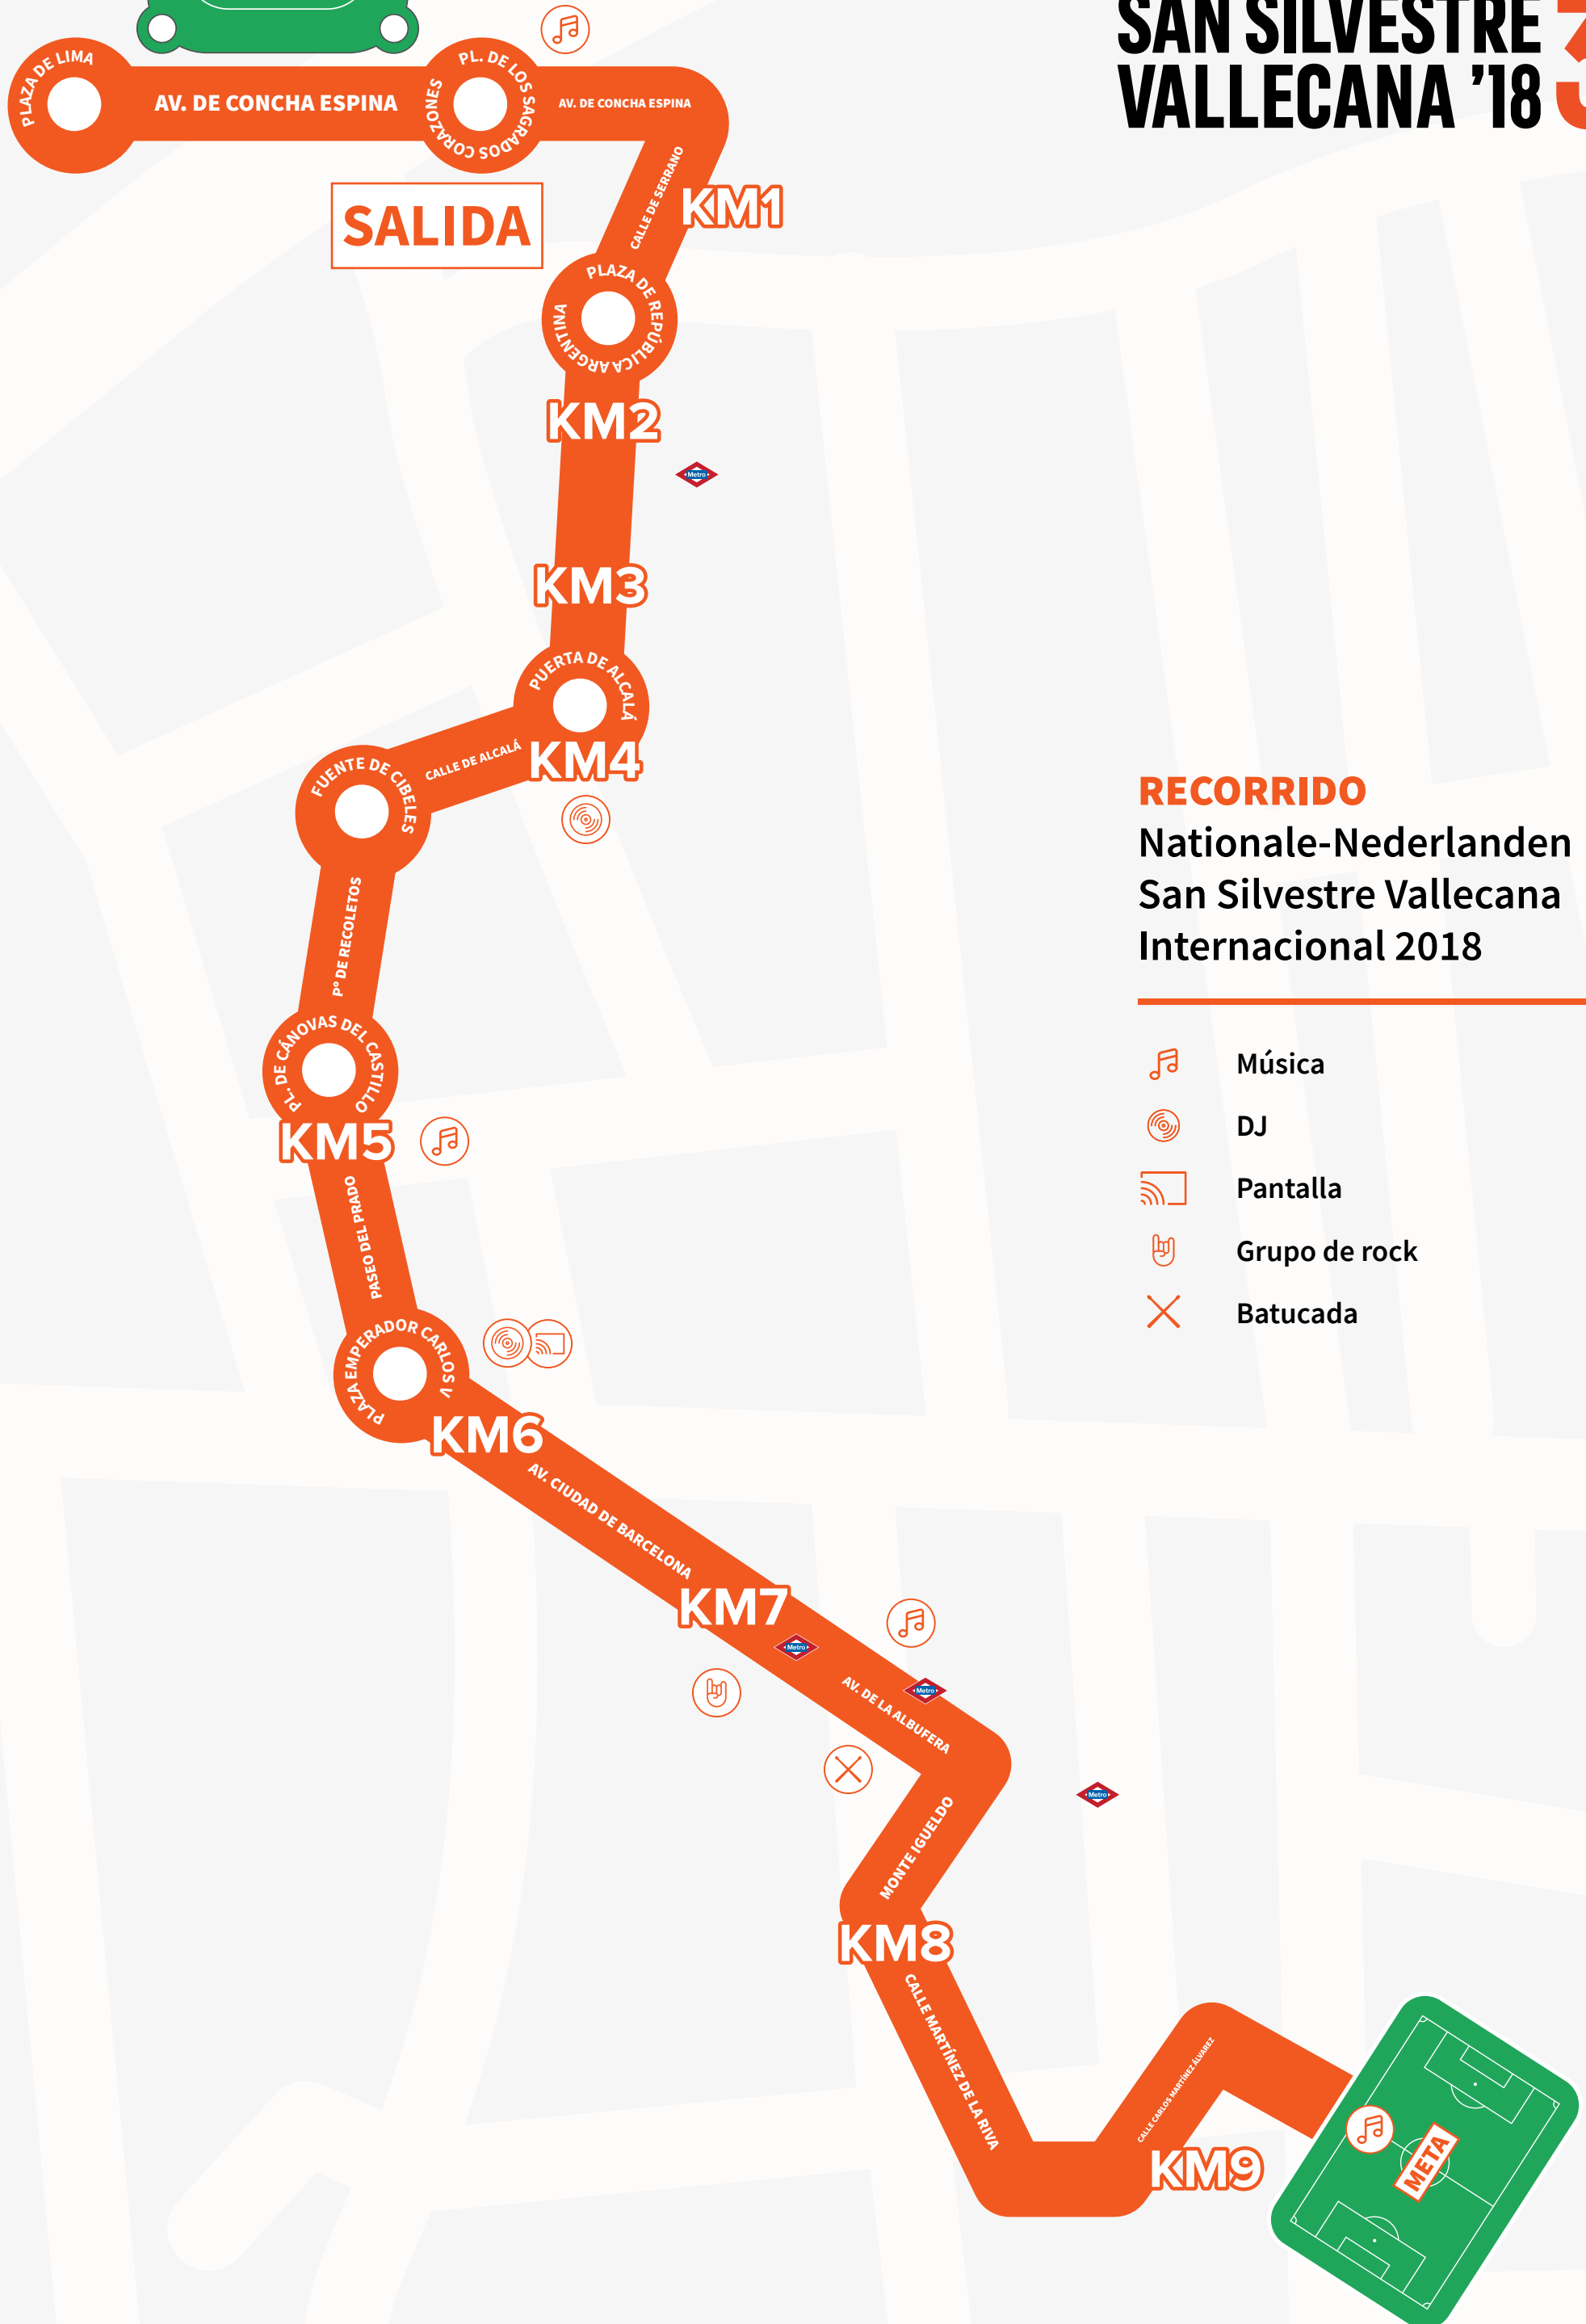 SAN SILVESTRE
VALLECANA ’18
PLAZA DE LIMA
AV. DE CONCHA ESPINA
PL. DE LOS SAGRADOS CORAZONES
AV. DE CONCHA ESPINA
SALIDA
CALLE DE SERRANO
KM1
PLAZA DE REPÚBLICA ARGENTINA
KM2
Metro
KM3
PUERTA DE ALCALÁ
KM4
CALLE DE ALCALÁ
FUENTE DE CIBELES
Pº DE RECOLETOS
PL. DE CÁNOVAS DEL CASTILLO
KM5
PASEO DEL PRADO
PLAZA EMPERADOR CARLOS V
KM6
AV. CIUDAD DE BARCELONA
KM7
Metro
AV. DE LA ALBUFERA
Metro
Metro
MONTE IGUELDO
KM8
CALLE MARTÍNEZ DE LA RIVA
CALLE CARLOS MARTÍNEZ ÁLVAREZ
KM9
META
RECORRIDO
Nationale-Nederlanden
San Silvestre Vallecana
Internacional 2018
Música
DJ
Pantalla
Grupo de rock
Batucada